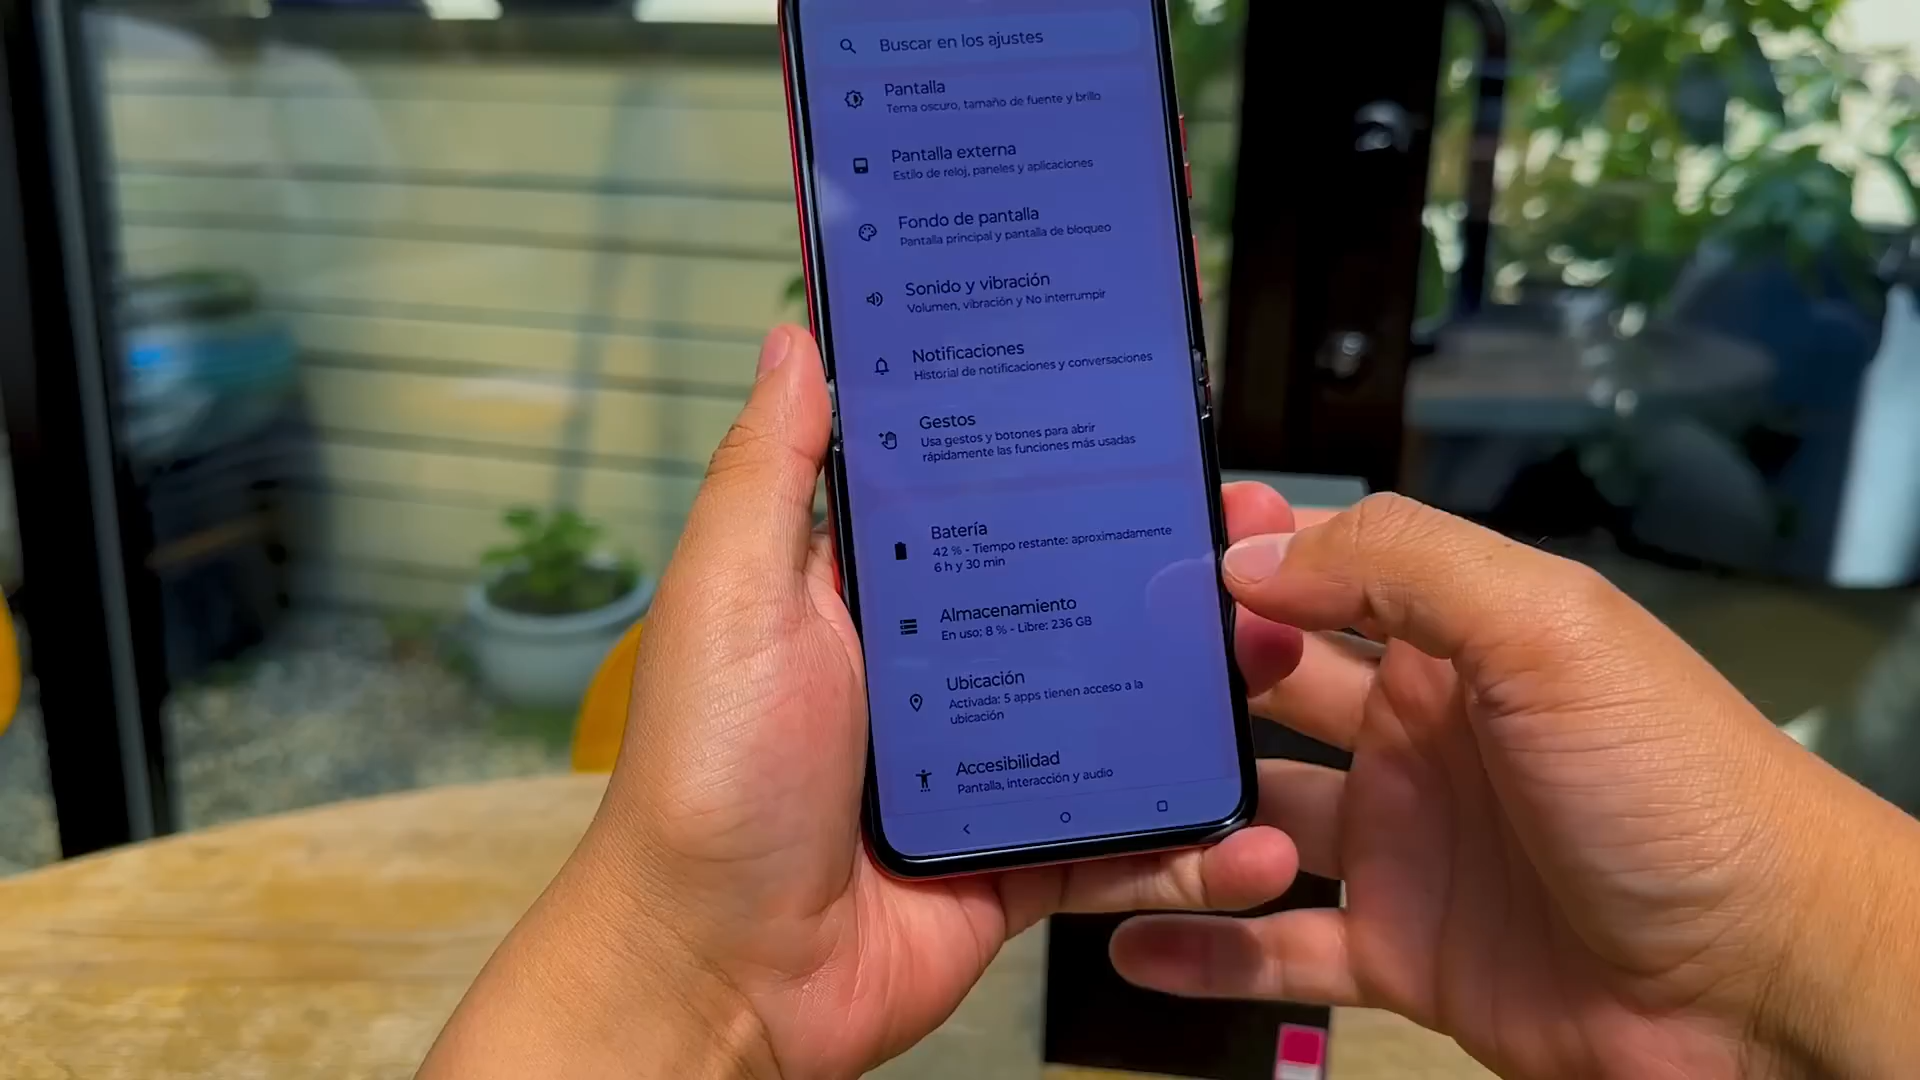 Buscar en los ajustes
Pantalla
Tema oscuro, tamaño de fuente y brillo
Pantalla externa
Estilo de reloj, paneles y aplicaciones
Fondo de pantalla
Pantalla principal y pantalla de bloqueo
Sonido y vibración
Volumen, vibración y No interrumpir
Notificaciones
Historial de notificaciones y conversaciones
Gestos
Usa gestos y botones para abrir
rápidamente las funciones más usadas
Batería
42 % - Tiempo restante: aproximadamente
6 h y 30 min
Almacenamiento
En uso: 8 % - Libre: 236 GB
Ubicación
Activada: 5 apps tienen acceso a la
ubicación
Accesibilidad
Pantalla, interacción y audio